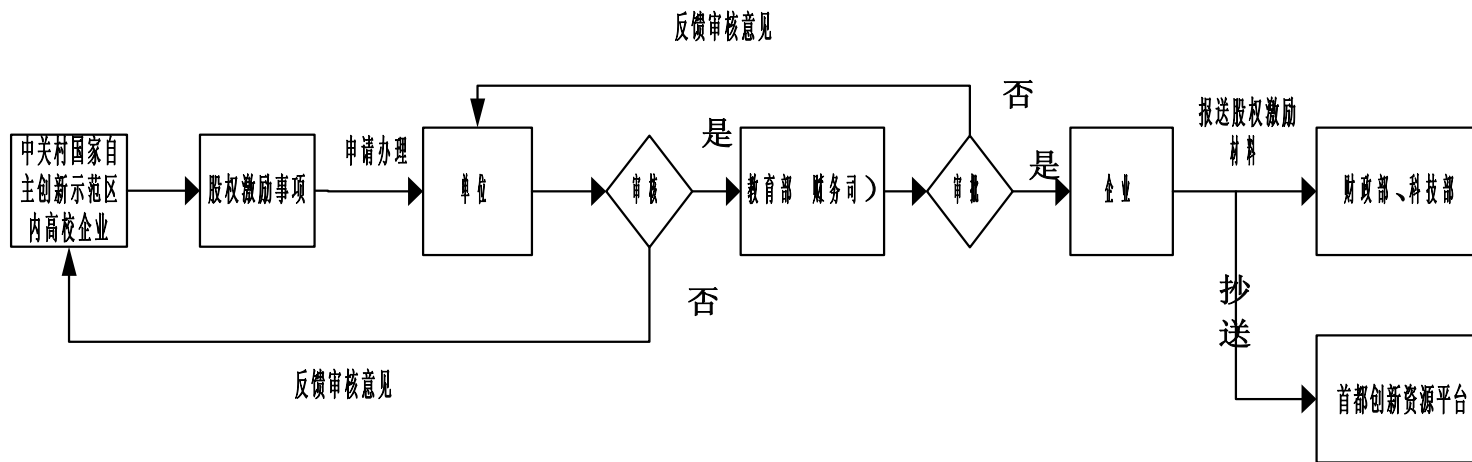 反馈审核意见
否
中关村国家自
主创新示范区
内高校企业
股权激励事项
申请办理
单位
审核
是
教育部 财务司）
审批
是
企业
报送股权激励
材料
财政部、科技部
否
抄
送
反馈审核意见
首都创新资源平台